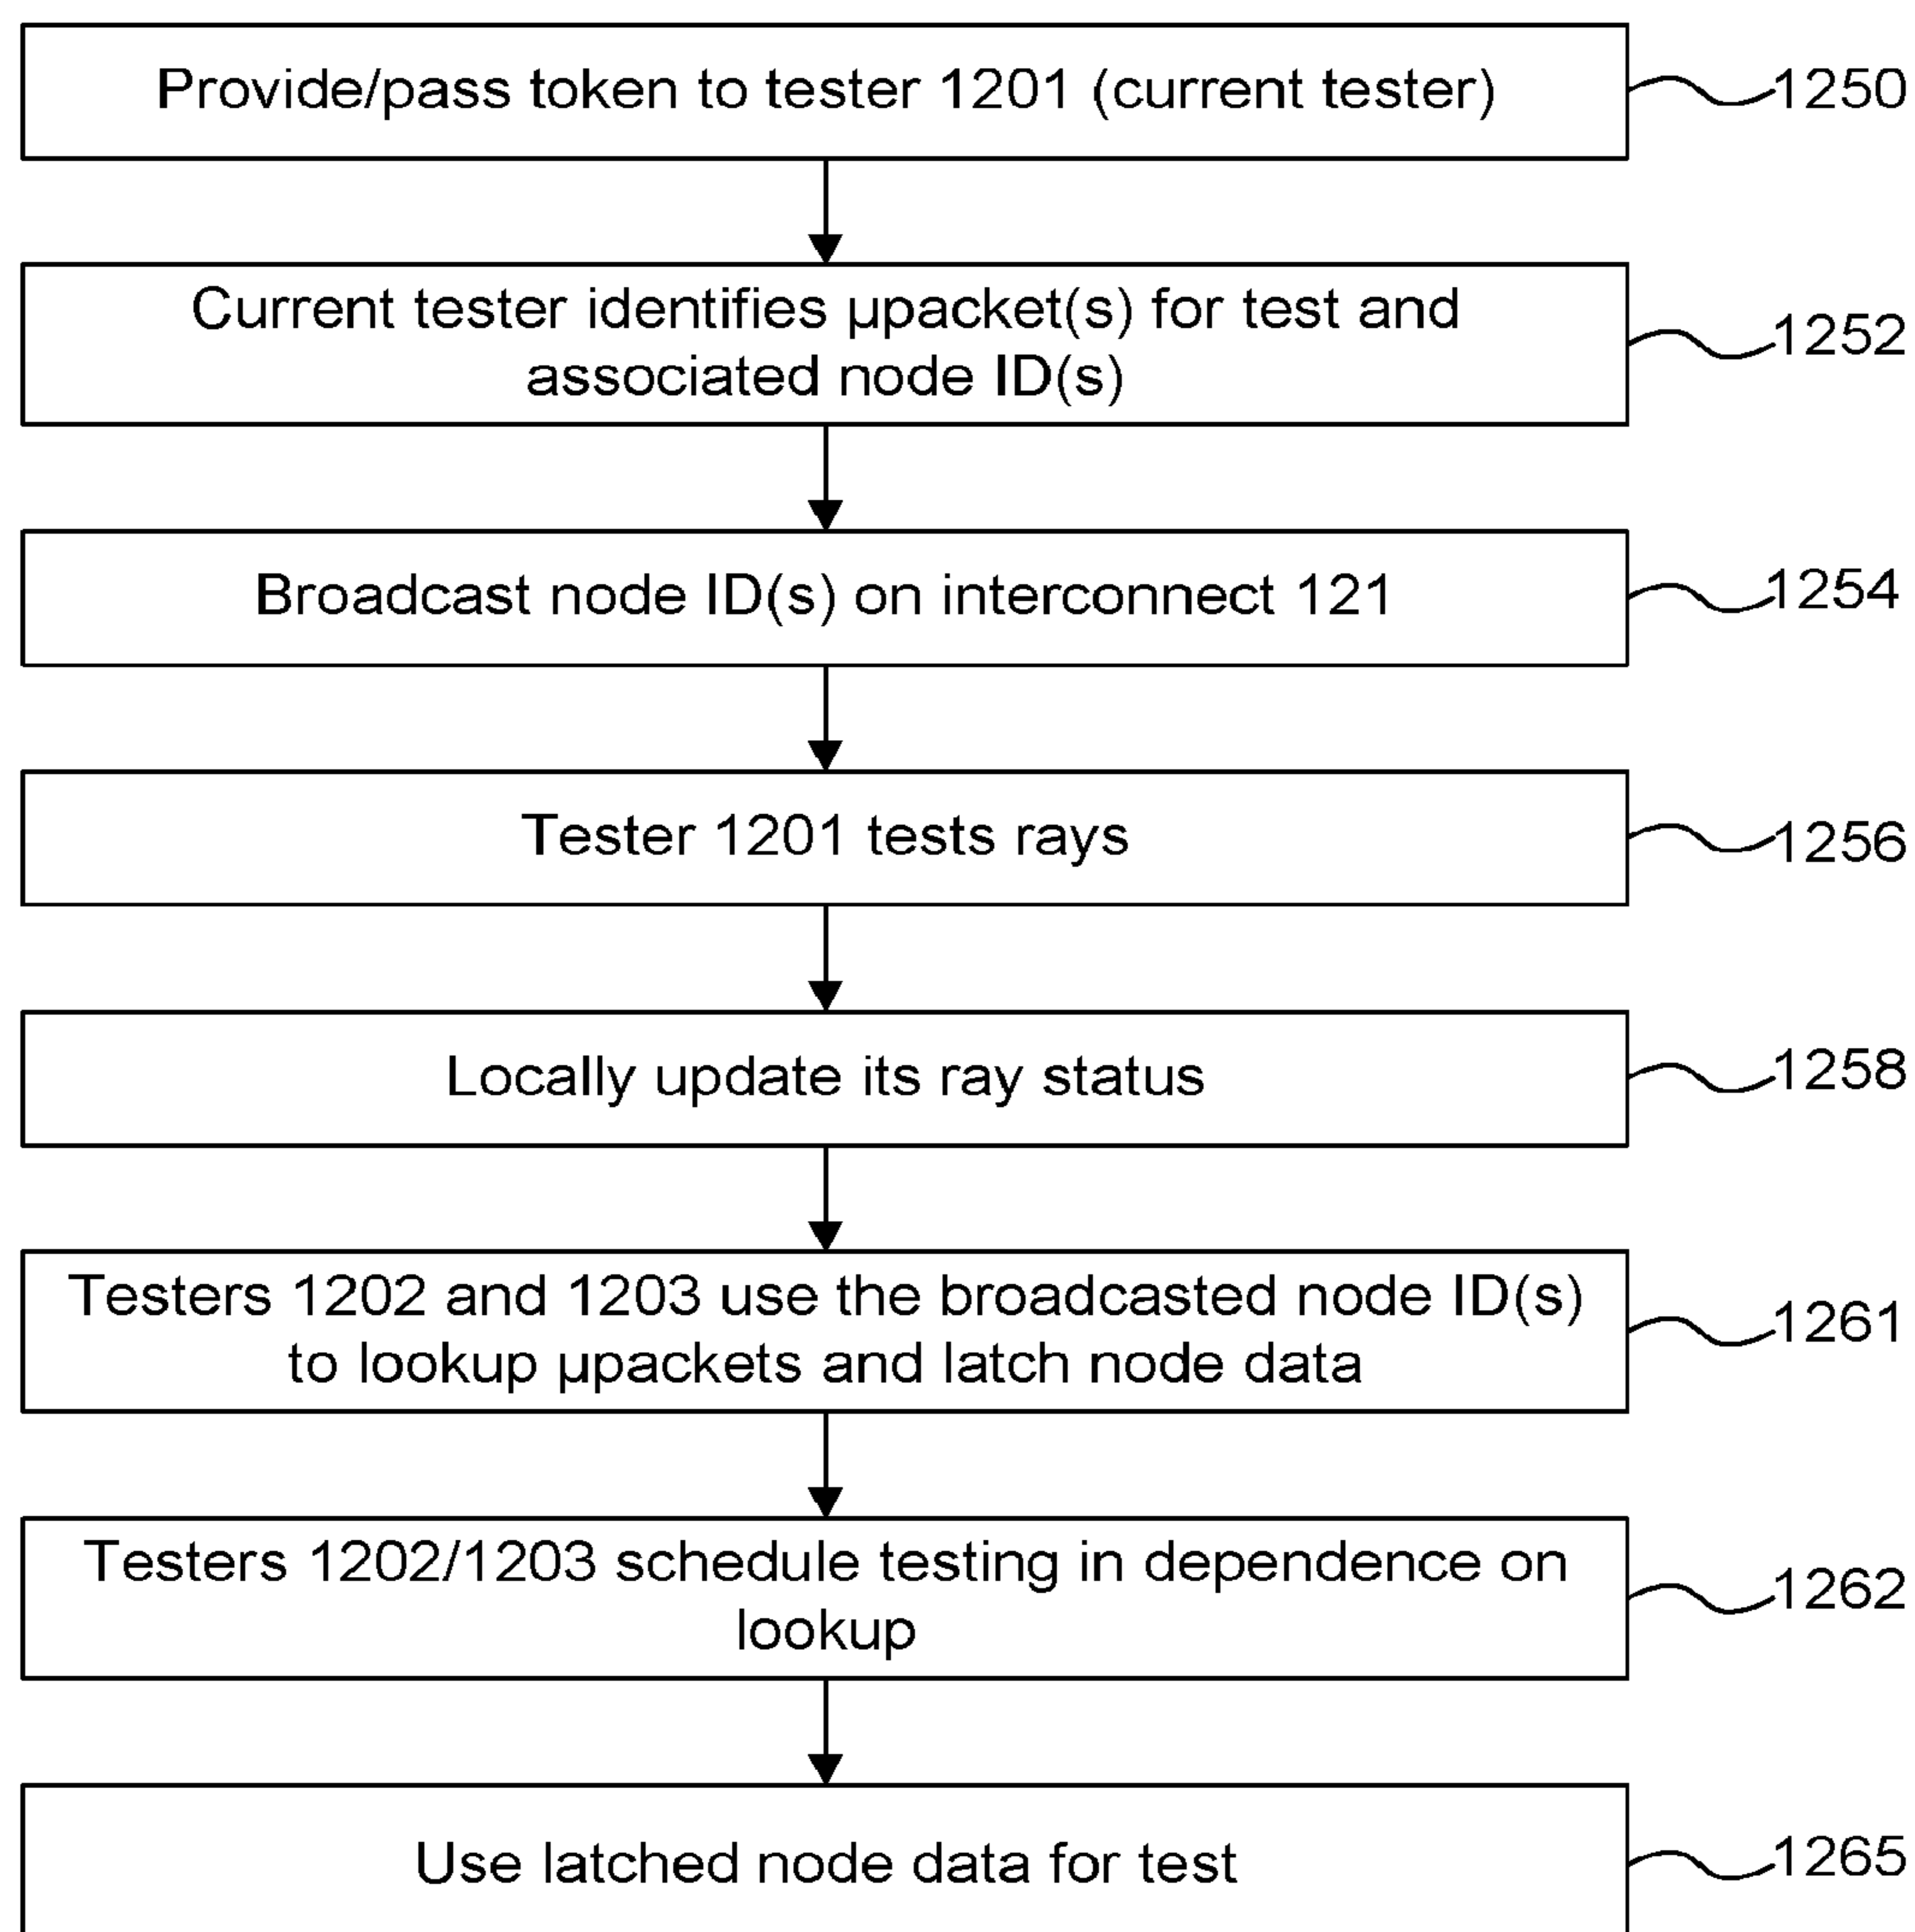 Provide/pass token to tester 1201 (current tester)
1250
Current tester identifies µpacket(s) for test and
associated node ID(s)
1252
Broadcast node ID(s) on interconnect 121
1254
Tester 1201 tests rays
1256
Locally update its ray status
1258
Testers 1202 and 1203 use the broadcasted node ID(s)
to lookup µpackets and latch node data
1261
Testers 1202/1203 schedule testing in dependence on
lookup
1262
Use latched node data for test
1265